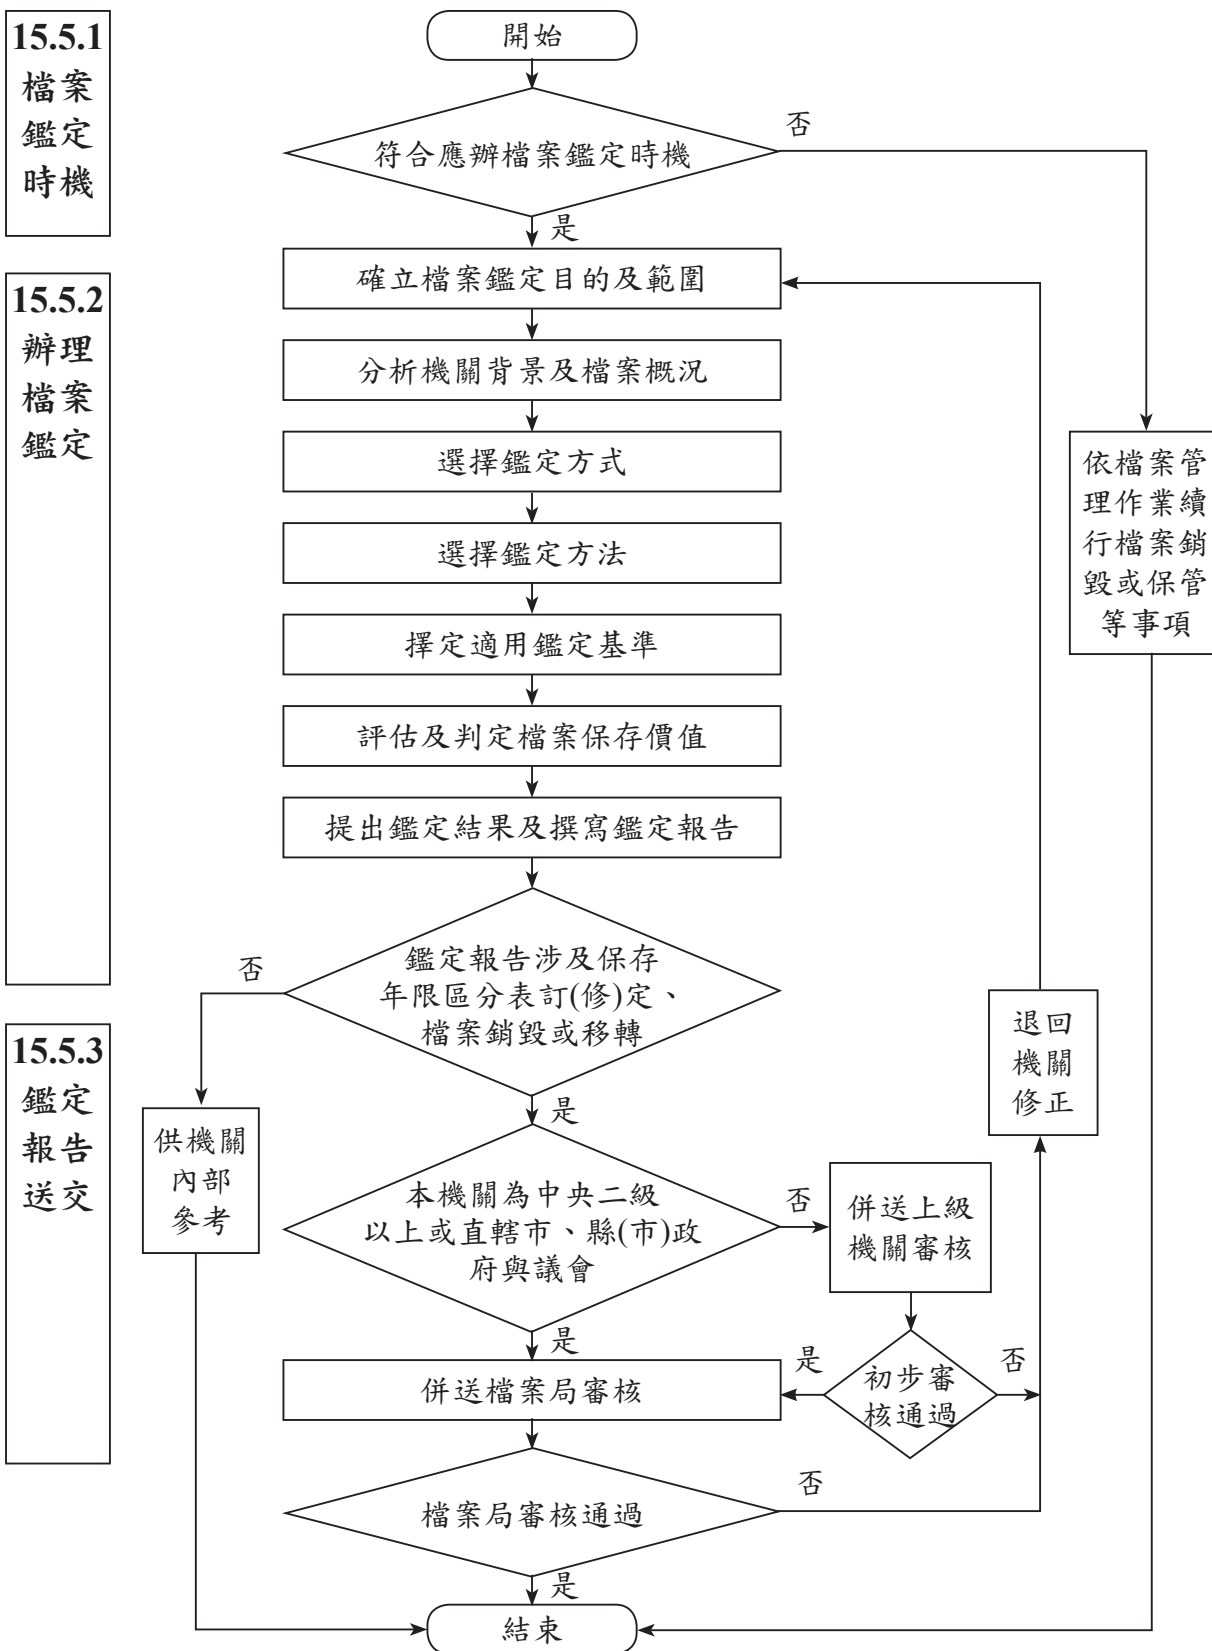 15.5.1
檔案
鑑定
時機
開始
符合應辦檔案鑑定時機
否
是
15.5.2
辦理
檔案
鑑定
確立檔案鑑定目的及範圍
分析機關背景及檔案概況
選擇鑑定方式
選擇鑑定方法
擇定適用鑑定基準
評估及判定檔案保存價值
提出鑑定結果及撰寫鑑定報告
依檔案管
理作業續
行檔案銷
毀或保管
等事項
鑑定報告涉及保存
年限區分表訂(修)定、
檔案銷毀或移轉
否
是
退回
機關
修正
15.5.3
鑑定
報告
送交
供機關
內部
參考
本機關為中央二級
以上或直轄市、縣(市)政
府與議會
否
是
併送上級
機關審核
初步審
核通過
是
否
併送檔案局審核
檔案局審核通過
否
是
結束